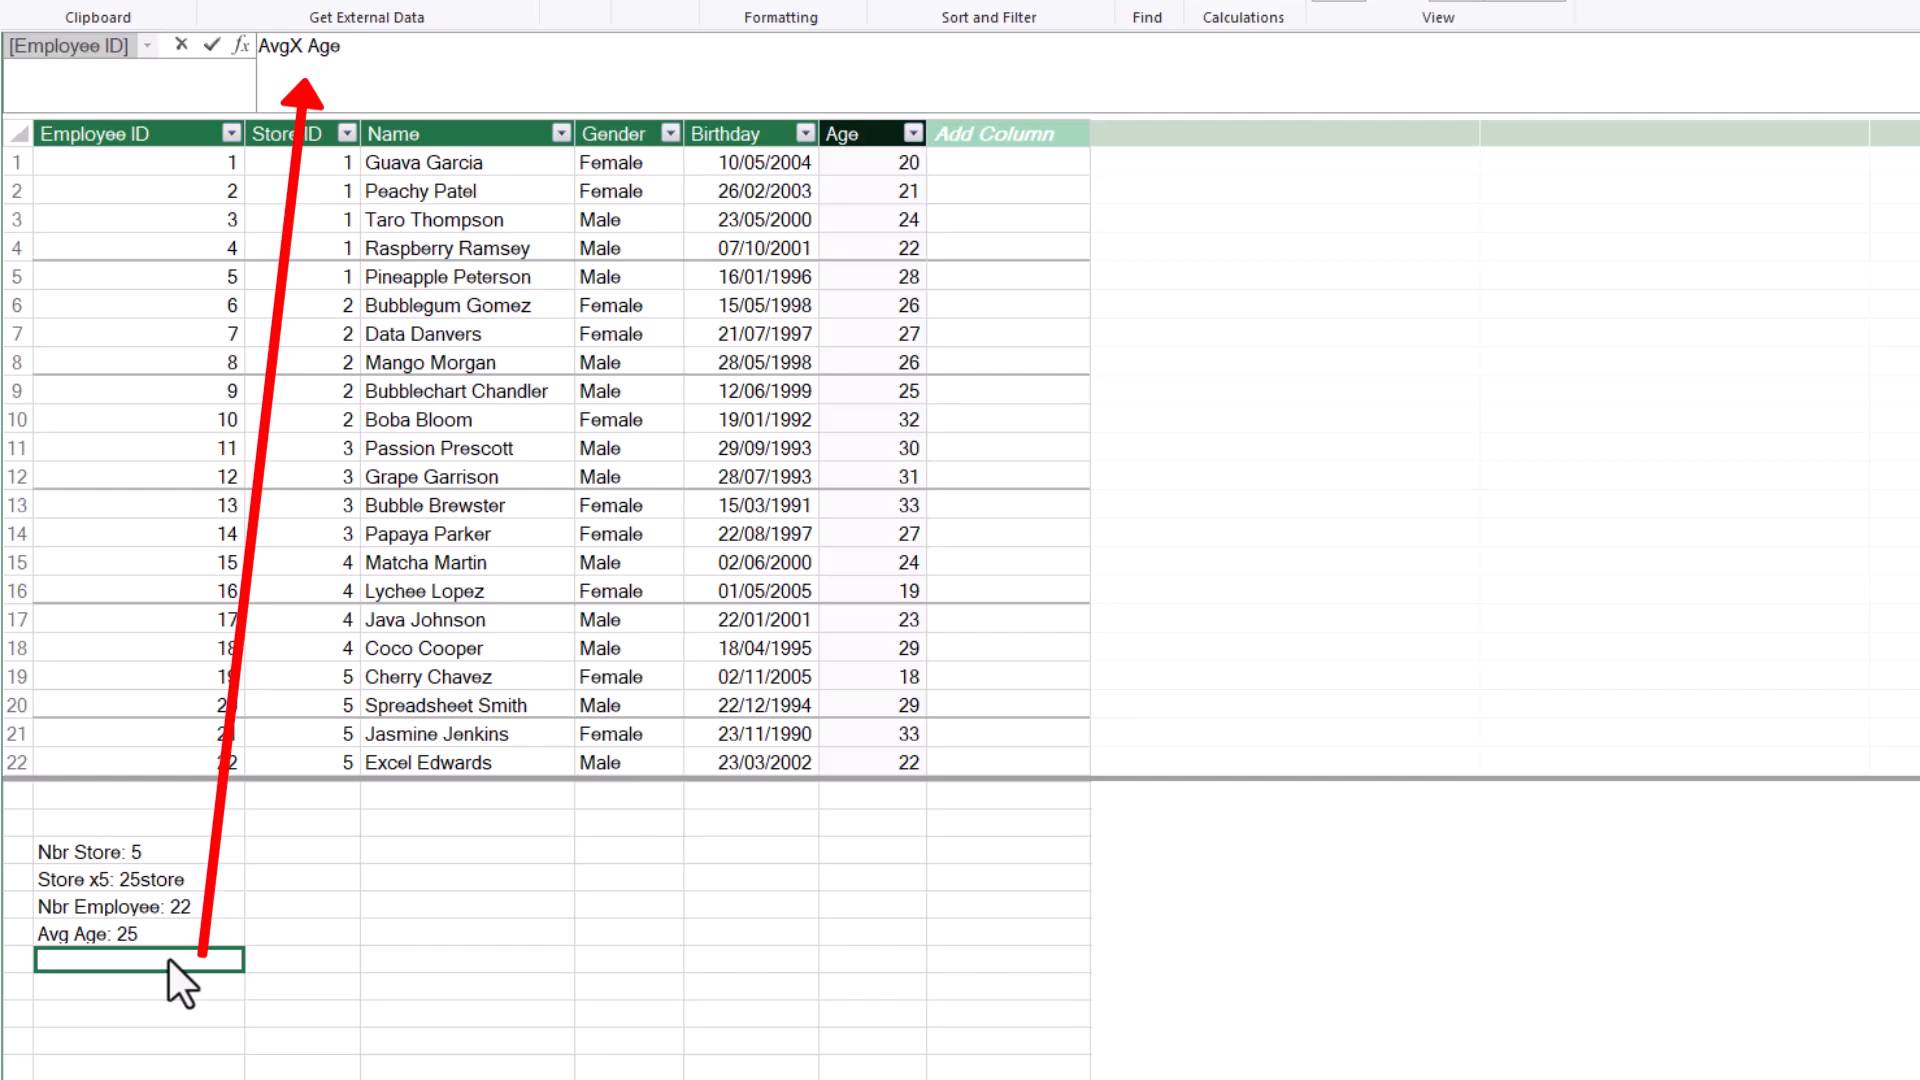 Clipboard Get External Data Formatting Sort and Filter Find Calculations View
[Employee ID] fx AvgX Age
Employee ID Store ID Name Gender Birthday Age Add Column
1 1 1 Guava Garcia Female 10/05/2004 20
2 2 1 Peachy Patel Female 26/02/2003 21
3 3 1 Taro Thompson Male 23/05/2000 24
4 4 1 Raspberry Ramsey Male 07/10/2001 22
5 5 1 Pineapple Peterson Male 16/01/1996 28
6 6 2 Bubblegum Gomez Female 15/05/1998 26
7 7 2 Data Danvers Female 21/07/1997 27
8 8 2 Mango Morgan Male 28/05/1998 26
9 9 2 Bubblechart Chandler Male 12/06/1999 25
10 10 2 Boba Bloom Female 19/01/1992 32
11 11 3 Passion Prescott Male 29/09/1993 30
12 12 3 Grape Garrison Male 28/07/1993 31
13 13 3 Bubble Brewster Female 15/03/1991 33
14 14 3 Papaya Parker Female 22/08/1997 27
15 15 4 Matcha Martin Male 02/06/2000 24
16 16 4 Lychee Lopez Female 01/05/2005 19
17 17 4 Java Johnson Male 22/01/2001 23
18 18 4 Coco Cooper Male 18/04/1995 29
19 19 5 Cherry Chavez Female 02/11/2005 18
20 20 5 Spreadsheet Smith Male 22/12/1994 29
21 21 5 Jasmine Jenkins Female 23/11/1990 33
22 22 5 Excel Edwards Male 23/03/2002 22
Nbr Store: 5
Store x5: 25store
Nbr Employee: 22
Avg Age: 25